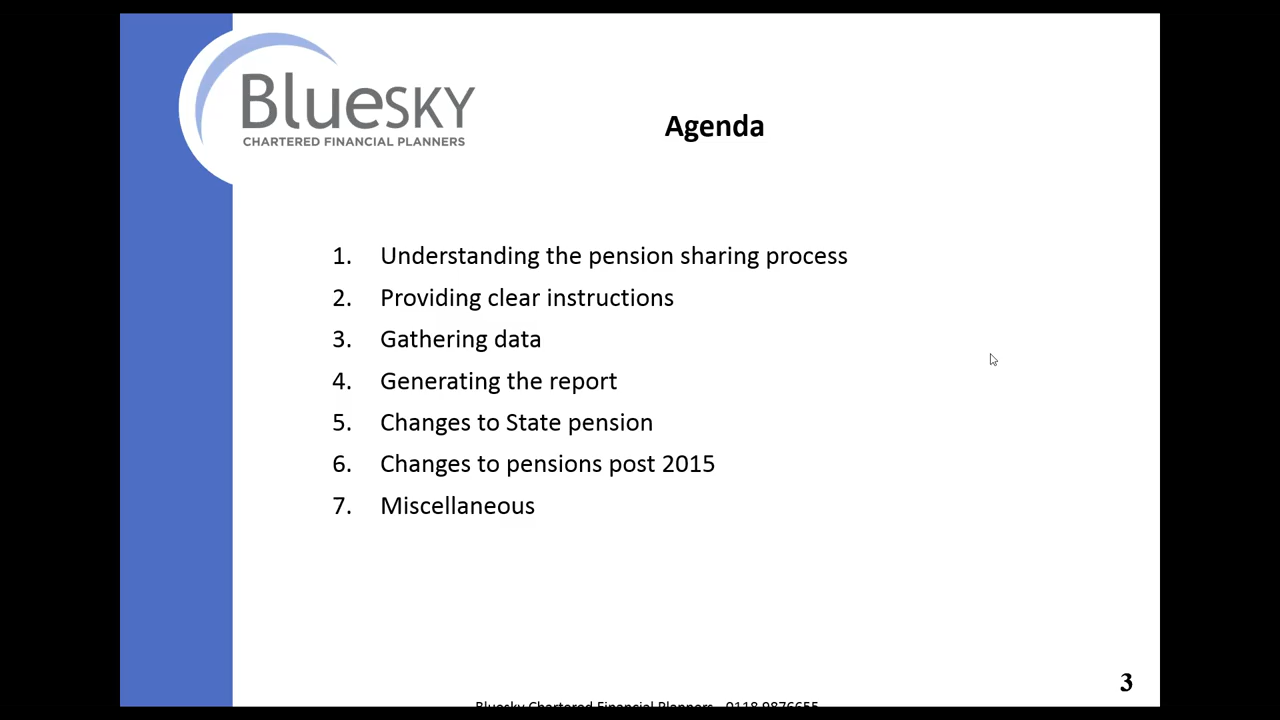 BlueSKY
CHARTERED FINANCIAL PLANNERS
Agenda
1. Understanding the pension sharing process
2. Providing clear instructions
3. Gathering data
4. Generating the report
5. Changes to State pension
6. Changes to pensions post 2015
7. Miscellaneous
3
Bluesky Chartered Financial Planners - 0118 9876655